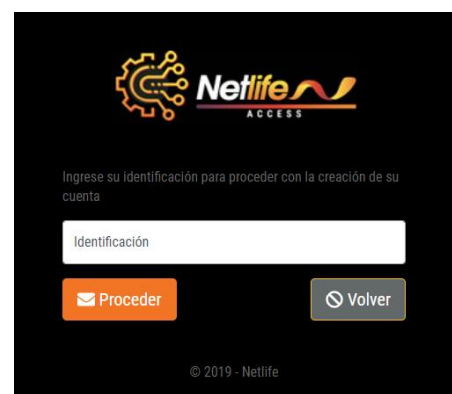 Netlife
ACCESS
Ingrese su identificación para proceder con la creación de su
cuenta
Identificación
Proceder
Volver
© 2019 - Netlife